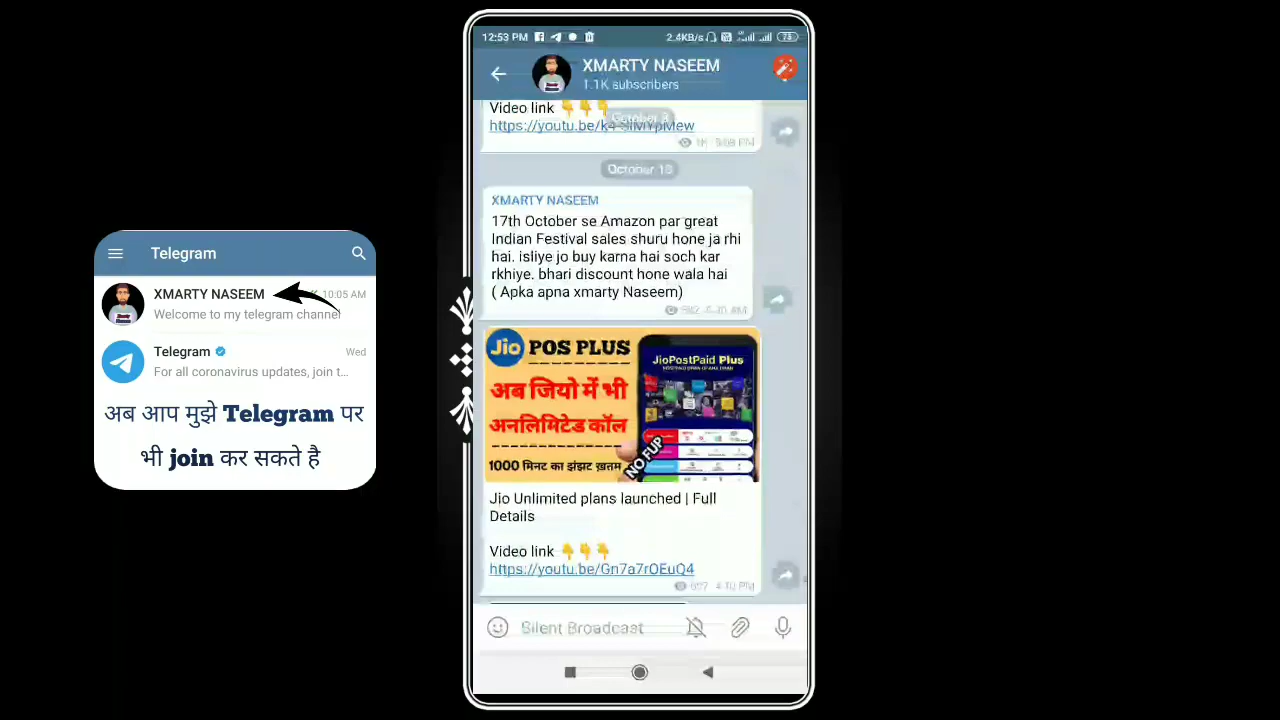 Telegram
XMARTY NASEEM
10:05 AM
Welcome to my telegram channel
Telegram
Wed
For all coronavirus updates, join t...
अब आप मुझे Telegram पर
भी join कर सकते है
12:53 PM
2.4KB/s
75
XMARTY NASEEM
1.1K subscribers
Video link 👇👇👇
October 13
XMARTY NASEEM
17th October se Amazon par great
Indian Festival sales shuru hone ja rhi
hai. isliye jo buy karna hai soch kar
rkhiye. bhari discount hone wala hai
( Apka apna xmarty Naseem)
Jio POS PLUS
JioPostPaid Plus
अब जियो में भी
अनलिमिटेड कॉल
1000 मिनट का झंझट ख़तम
NO FUP
Jio Unlimited plans launched | Full
Details
Video link 👇👇👇
https://youtu.be/Gn7a7rOEuQ4
4:10 PM
Silent Broadcast